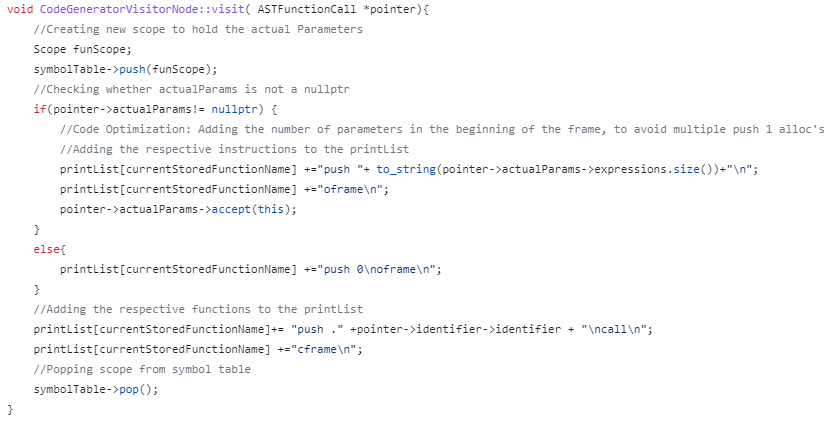 void CodeGeneratorVisitorNode::visit( ASTFunctionCall *pointer){
    //Creating new scope to hold the actual Parameters
    Scope funScope;
    symbolTable->push(funScope);
    //Checking whether actualParams is not a nullptr
    if(pointer->actualParams!= nullptr) {
        //Code Optimization: Adding the number of parameters in the beginning of the frame, to avoid multiple push 1 alloc's
        //Adding the respective instructions to the printList
        printList[currentStoredFunctionName] +="push "+ to_string(pointer->actualParams->expressions.size())+"\n";
        printList[currentStoredFunctionName] +="oframe\n";
        pointer->actualParams->accept(this);
    }
    else{
        printList[currentStoredFunctionName] +="push 0\noframe\n";
    }
    //Adding the respective functions to the printList
    printList[currentStoredFunctionName]+= "push ." +pointer->identifier->identifier + "\ncall\n";
    printList[currentStoredFunctionName] +="cframe\n";
    //Popping scope from symbol table
    symbolTable->pop();
}